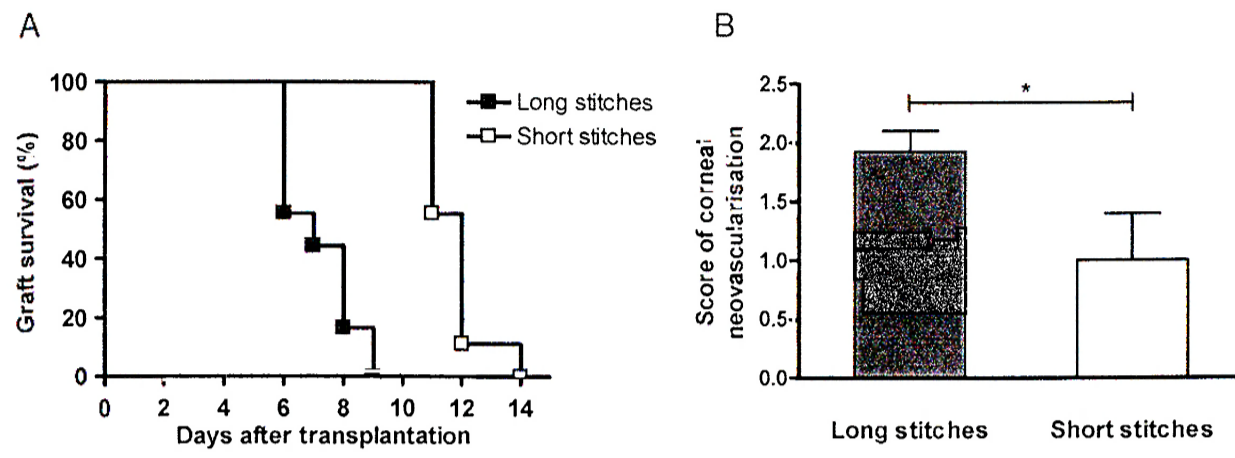 A
B
100
80
60
40
20
0
Graft survival (%)
0 2 4 6 8 10 12 14
Days after transplantation
Long stitches
Short stitches
2.5
2.0
1.5
1.0
0.5
0.0
Score of corneal
neovascularisation
*
Long stitches Short stitches